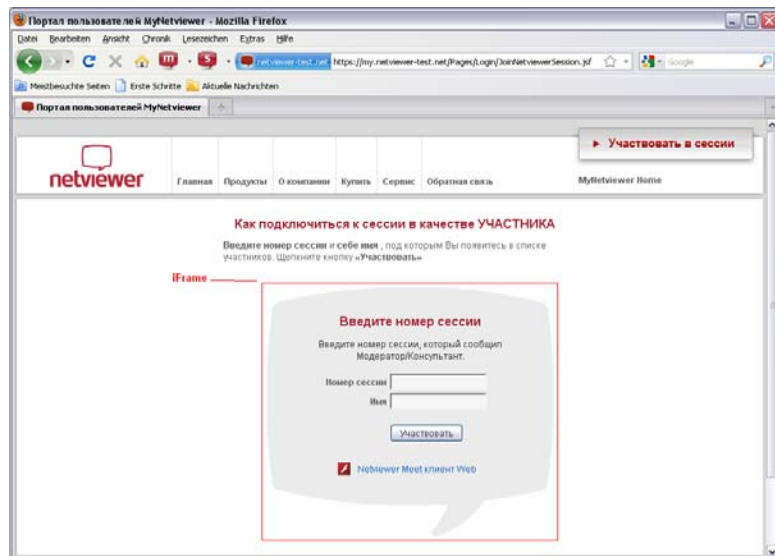 Портал пользователей MyNetviewer - Mozilla Firefox
Datei Bearbeiten Ansicht Chronik Lesezeichen Extras Hilfe
netviewer-test.net https://my.netviewer-test.net/Pages/Login/JoinNetviewerSession.jsf Google
Meistbesuchte Seiten Erste Schritte Aktuelle Nachrichten
Портал пользователей MyNetviewer
Участвовать в сессии
netviewer
Главная Продукты О компании Купить Сервис Обратная связь MyNetviewer Home
Как подключиться к сессии в качестве УЧАСТНИКА
Введите номер сессии и себе имя , под которым Вы появитесь в списке
участников. Щелкните кнопку «Участвовать»
iFrame
Введите номер сессии
Введите номер сессии, который сообщил
Модератор/Консультант.
Номер сессии
Имя
Участвовать
Netviewer Meet клиент Web